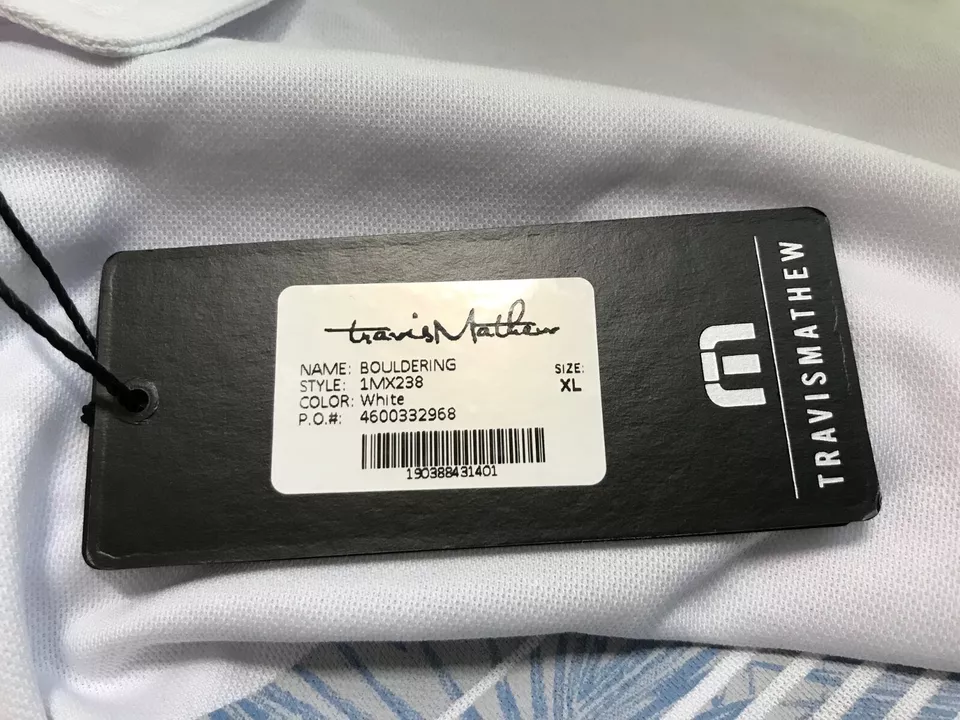 travisMathew
NAME: BOULDERING
STYLE: 1MX238
COLOR: White
P.O.#: 4600332968
SIZE:
XL
190388431401
TRAVISMATHEW